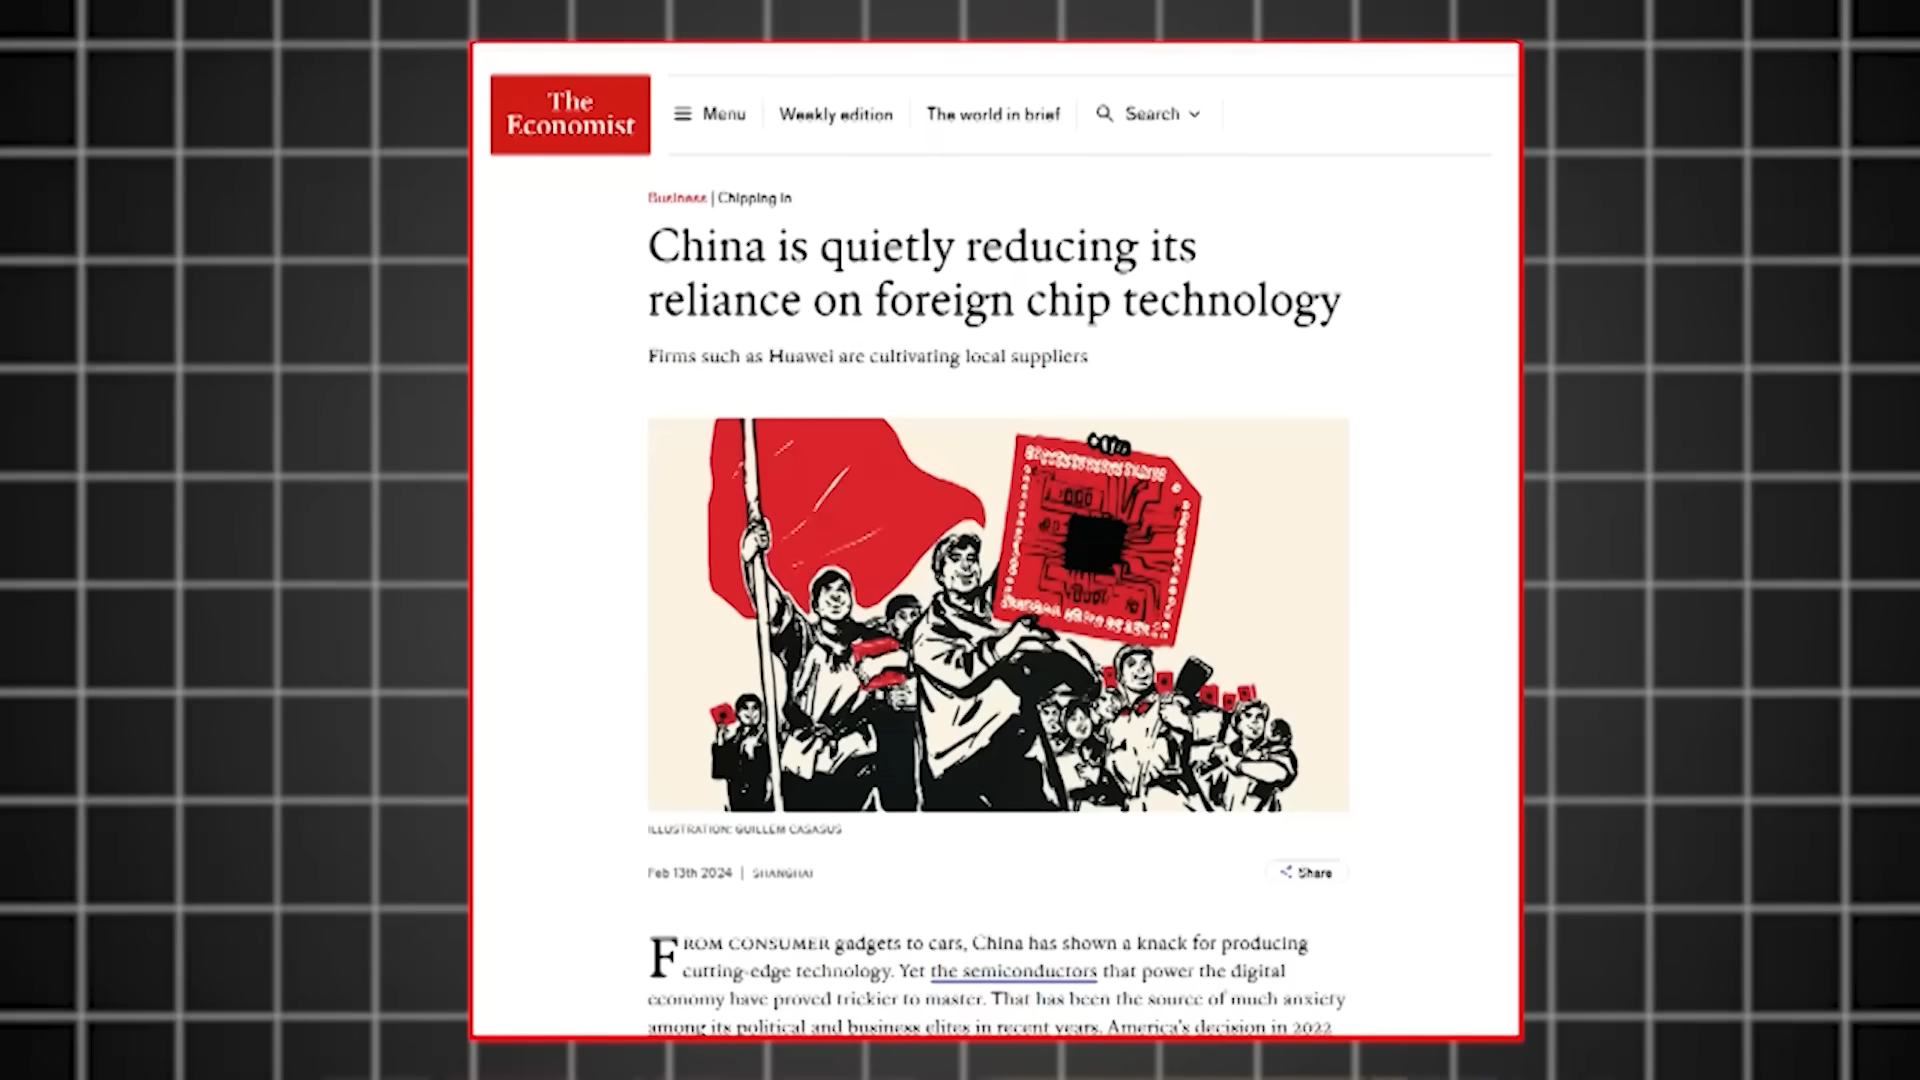 The
Economist
Menu
Weekly edition
The world in brief
Search
Business | Chipping in
China is quietly reducing its
reliance on foreign chip technology
Firms such as Huawei are cultivating local suppliers
ILLUSTRATION: GUILLEM CASASUS
Feb 13th 2024 | SHANGHAI
Share
FROM CONSUMER gadgets to cars, China has shown a knack for producing
cutting-edge technology. Yet the semiconductors that power the digital
economy have proved trickier to master. That has been the source of much anxiety
among its political and business elites in recent years. America's decision in 2022